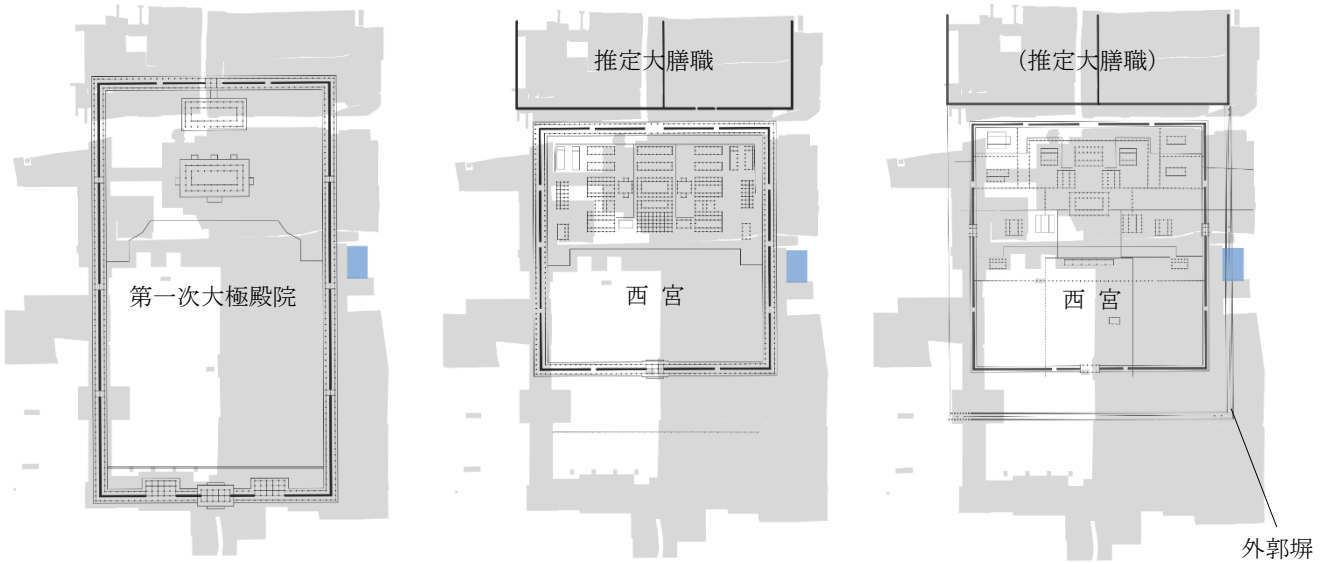 第一次大極殿院
推定大膳職
西宮
(推定大膳職)
西宮
外郭塀